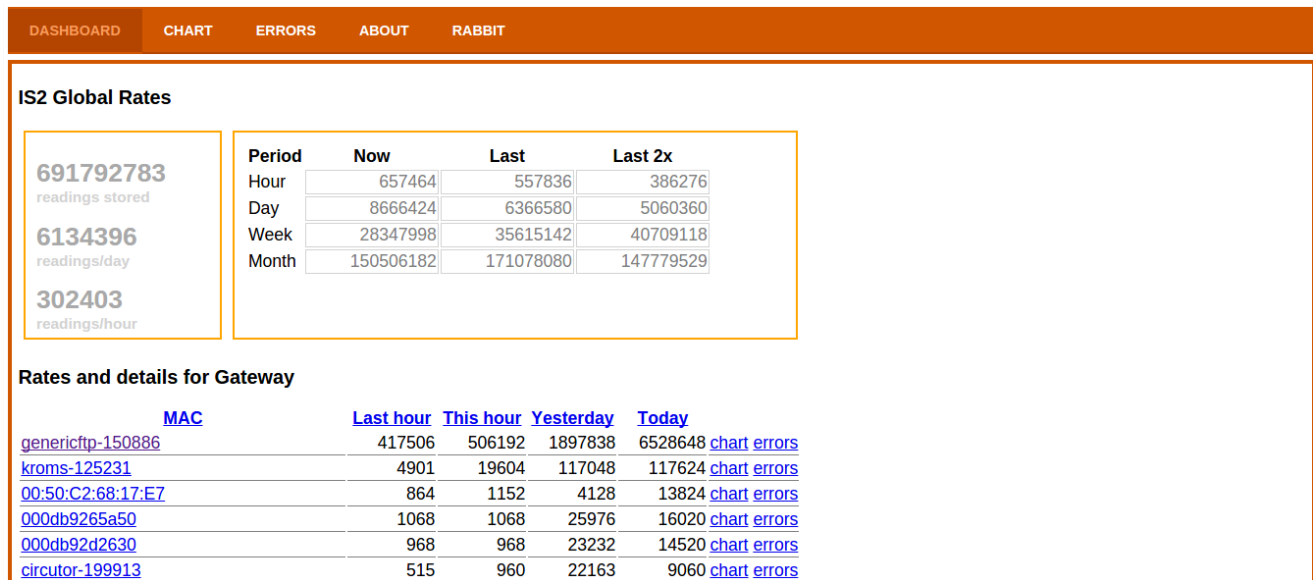 DASHBOARD CHART ERRORS ABOUT RABBIT
IS2 Global Rates
691792783
readings stored
6134396
readings/day
302403
readings/hour
Period Now Last Last 2x
Hour 657464 557836 386276
Day 8666424 6366580 5060360
Week 28347998 35615142 40709118
Month 150506182 171078080 147779529
Rates and details for Gateway
MAC Last hour This hour Yesterday Today
genericftp-150886 417506 506192 1897838 6528648 chart errors
kroms-125231 4901 19604 117048 117624 chart errors
00:50:C2:68:17:E7 864 1152 4128 13824 chart errors
000db9265a50 1068 1068 25976 16020 chart errors
000db92d2630 968 968 23232 14520 chart errors
circutor-199913 515 960 22163 9060 chart errors